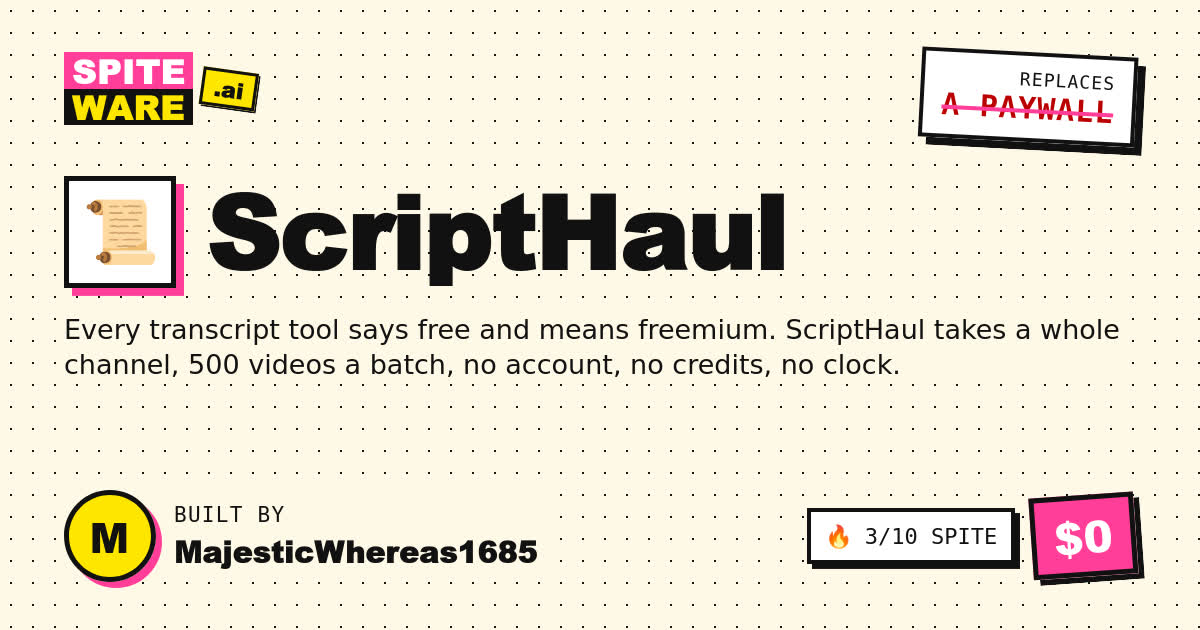 SPITE
WARE
.ai
REPLACES
A PAYWALL
ScriptHaul
Every transcript tool says free and means freemium. ScriptHaul takes a whole
channel, 500 videos a batch, no account, no credits, no clock.
M
BUILT BY
MajesticWhereas1685
🔥 3/10 SPITE
$0